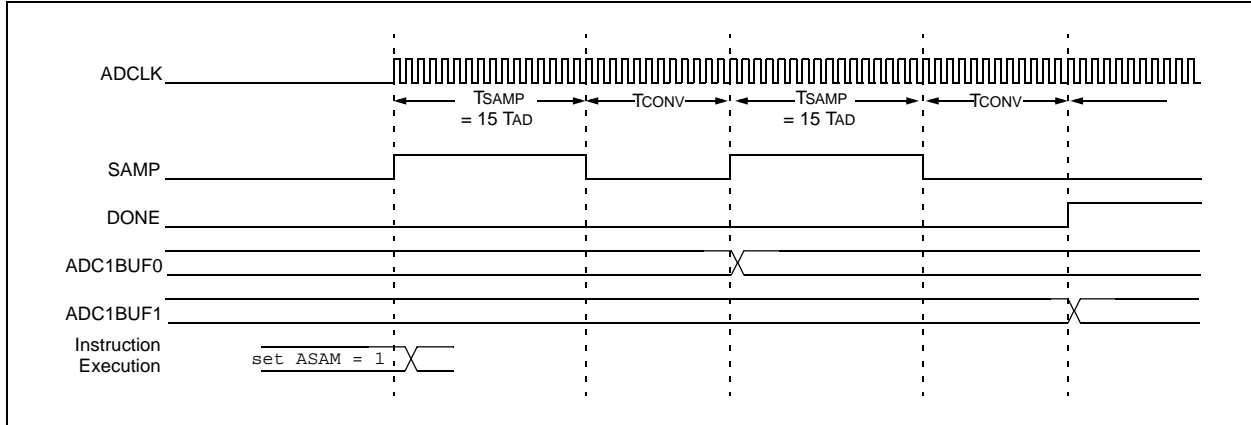 ADCLK
TSAMP
= 15 TAD
TCONV
TSAMP
= 15 TAD
TCONV
SAMP
DONE
ADC1BUF0
ADC1BUF1
Instruction
Execution
set ASAM = 1